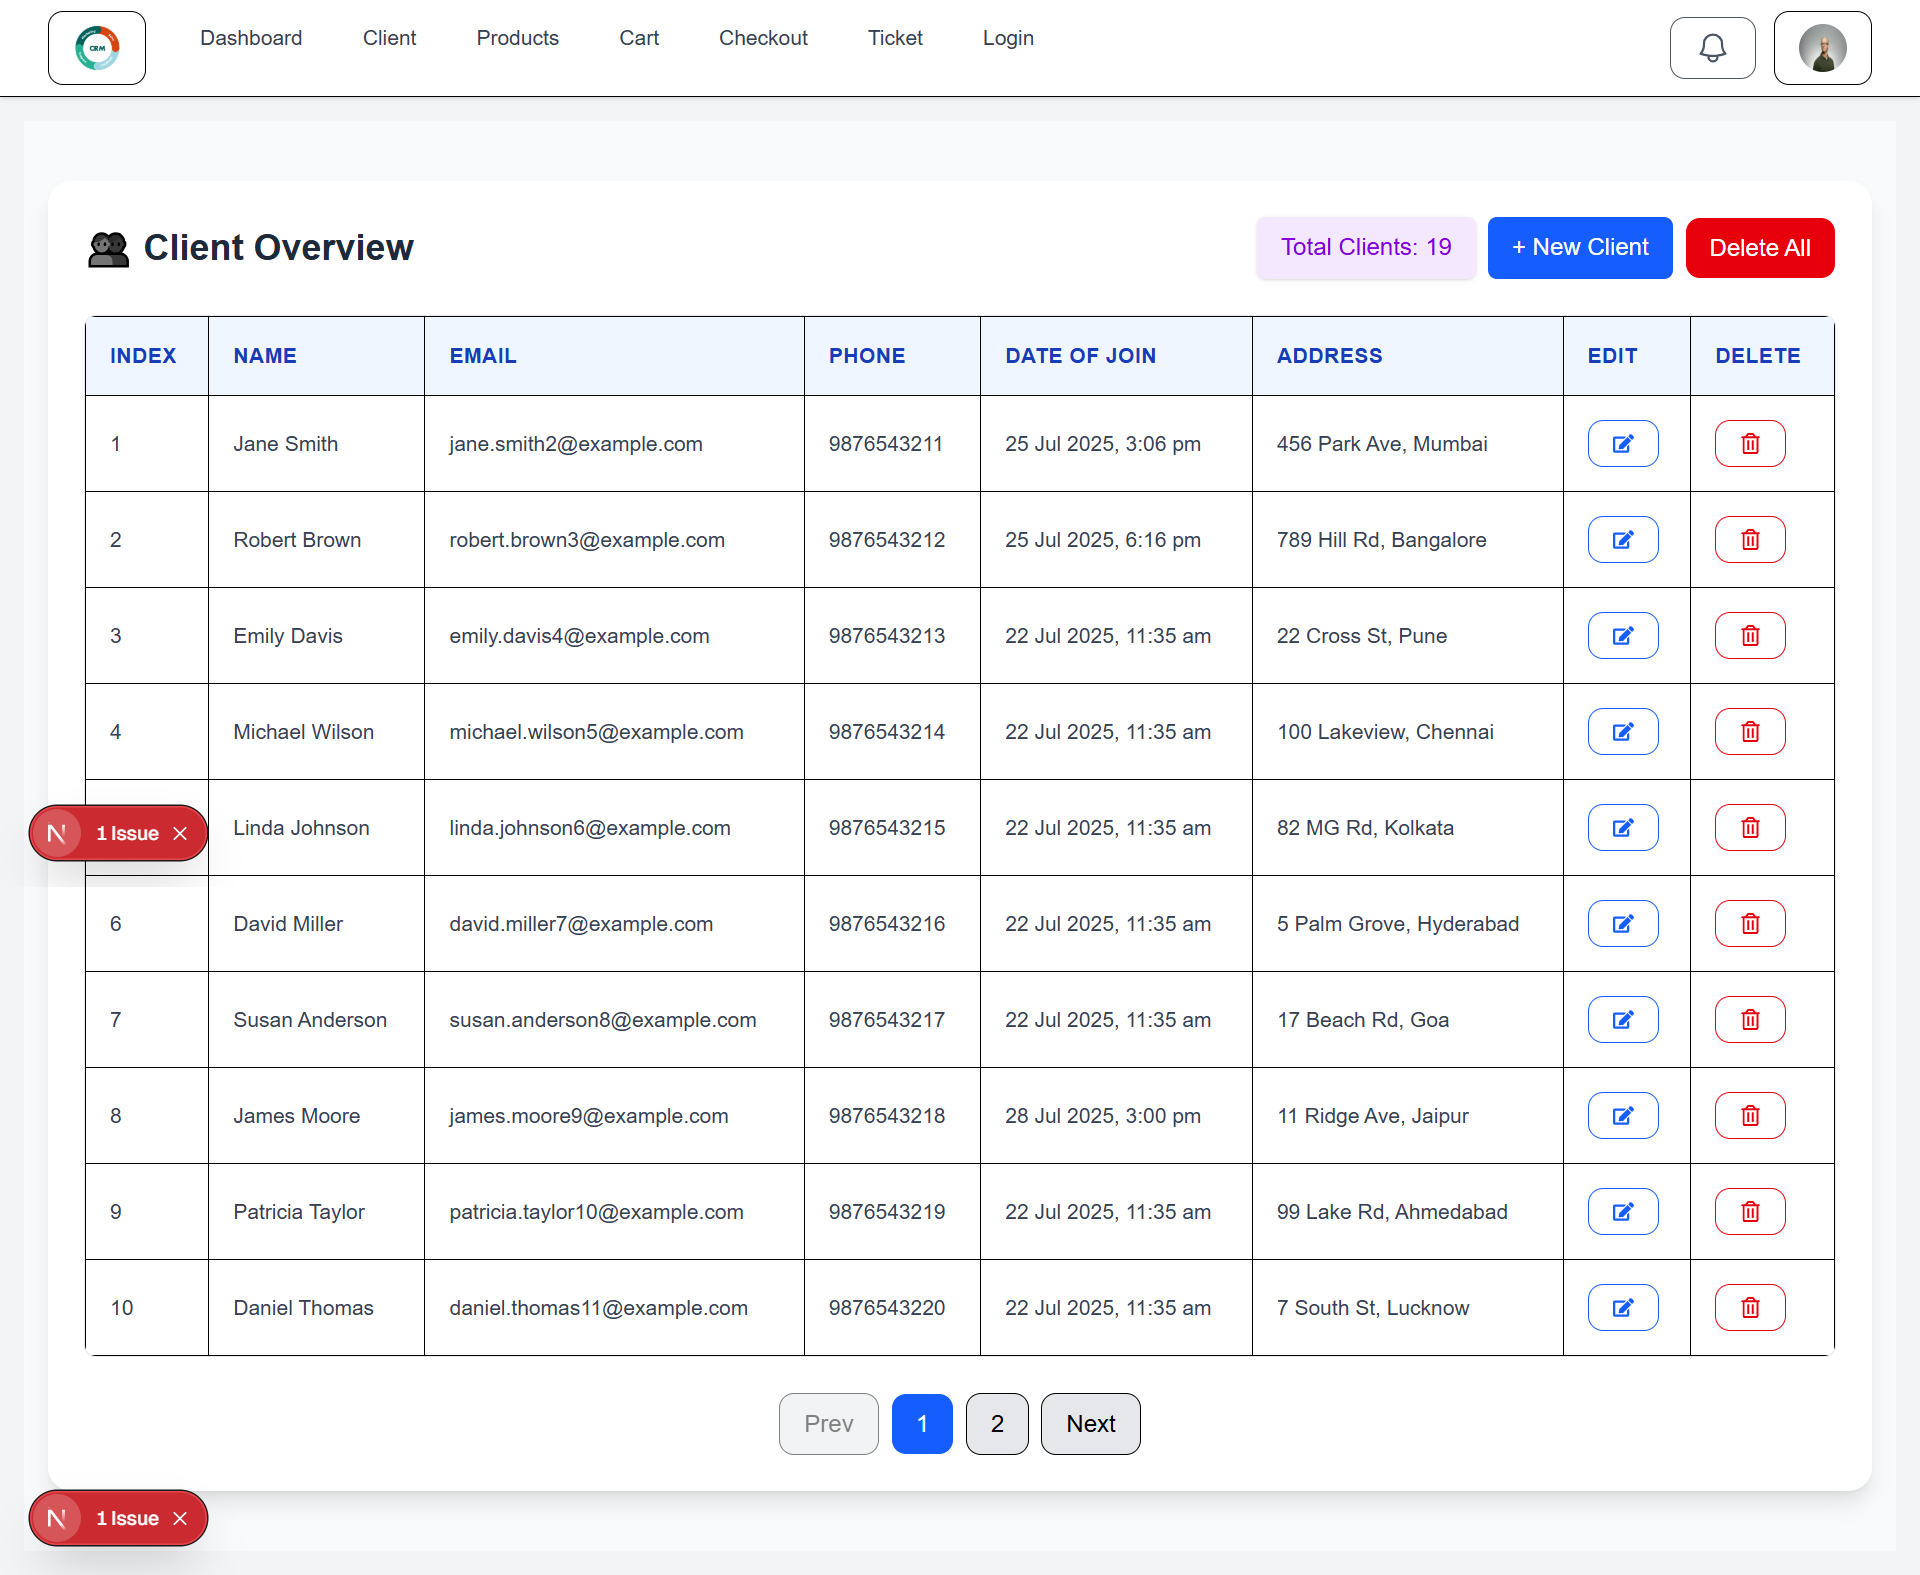 CRM
Dashboard Client Products Cart Checkout Ticket Login
Client Overview
Total Clients: 19
+ New Client
Delete All
INDEX NAME EMAIL PHONE DATE OF JOIN ADDRESS EDIT DELETE
1 Jane Smith jane.smith2@example.com 9876543211 25 Jul 2025, 3:06 pm 456 Park Ave, Mumbai
2 Robert Brown robert.brown3@example.com 9876543212 25 Jul 2025, 6:16 pm 789 Hill Rd, Bangalore
3 Emily Davis emily.davis4@example.com 9876543213 22 Jul 2025, 11:35 am 22 Cross St, Pune
4 Michael Wilson michael.wilson5@example.com 9876543214 22 Jul 2025, 11:35 am 100 Lakeview, Chennai
N 1 Issue Linda Johnson linda.johnson6@example.com 9876543215 22 Jul 2025, 11:35 am 82 MG Rd, Kolkata
6 David Miller david.miller7@example.com 9876543216 22 Jul 2025, 11:35 am 5 Palm Grove, Hyderabad
7 Susan Anderson susan.anderson8@example.com 9876543217 22 Jul 2025, 11:35 am 17 Beach Rd, Goa
8 James Moore james.moore9@example.com 9876543218 28 Jul 2025, 3:00 pm 11 Ridge Ave, Jaipur
9 Patricia Taylor patricia.taylor10@example.com 9876543219 22 Jul 2025, 11:35 am 99 Lake Rd, Ahmedabad
10 Daniel Thomas daniel.thomas11@example.com 9876543220 22 Jul 2025, 11:35 am 7 South St, Lucknow
Prev 1 2 Next
N 1 Issue